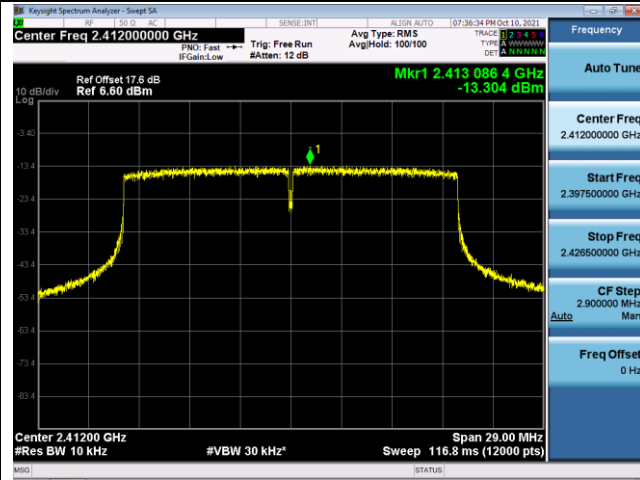 Keysight Spectrum Analyzer - Swept SA
RF 50 Ω AC SENSE:INT ALIGN AUTO 07:36:34 PM Oct 10, 2021
Center Freq 2.412000000 GHz
PNO: Fast
IFGain:Low
Trig: Free Run
#Atten: 12 dB
Avg Type: RMS
Avg|Hold: 100/100
TRACE 1 2 3 4 5 6
TYPE A WWWWW
DET A N N N N N
Ref Offset 17.6 dB
Ref 6.60 dBm
10 dB/div
Log
Mkr1 2.413 086 4 GHz
-13.304 dBm
1
-3.40
-13.4
-23.4
-33.4
-43.4
-53.4
-63.4
-73.4
-83.4
Center 2.41200 GHz
#Res BW 10 kHz
#VBW 30 kHz*
Span 29.00 MHz
Sweep 116.8 ms (12000 pts)
MSG
STATUS
Frequency
Auto Tune
Center Freq
2.412000000 GHz
Start Freq
2.397500000 GHz
Stop Freq
2.426500000 GHz
CF Step
2.900000 MHz
Auto Man
Freq Offset
0 Hz